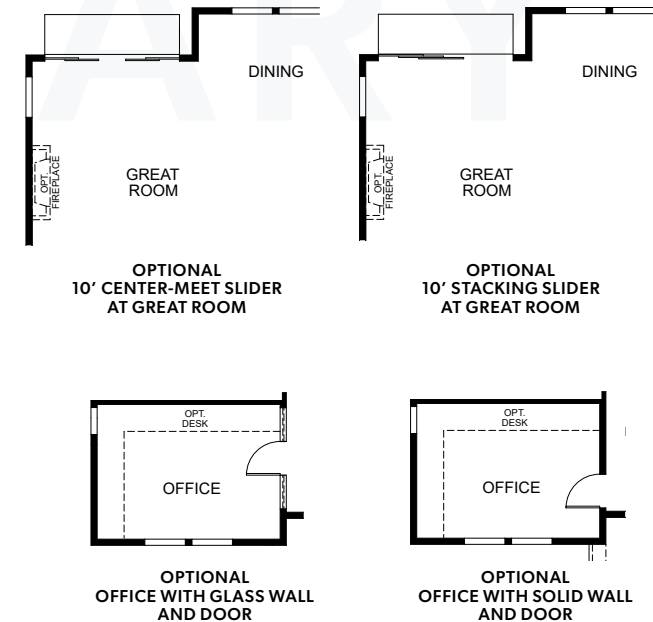 ARY
DINING
GREAT
ROOM
OPT.
FIREPLACE
OPTIONAL
10’ CENTER-MEET SLIDER
AT GREAT ROOM
DINING
GREAT
ROOM
OPT.
FIREPLACE
OPTIONAL
10’ STACKING SLIDER
AT GREAT ROOM
OPT.
DESK
OFFICE
OPTIONAL
OFFICE WITH GLASS WALL
AND DOOR
OPT.
DESK
OFFICE
OPTIONAL
OFFICE WITH SOLID WALL
AND DOOR